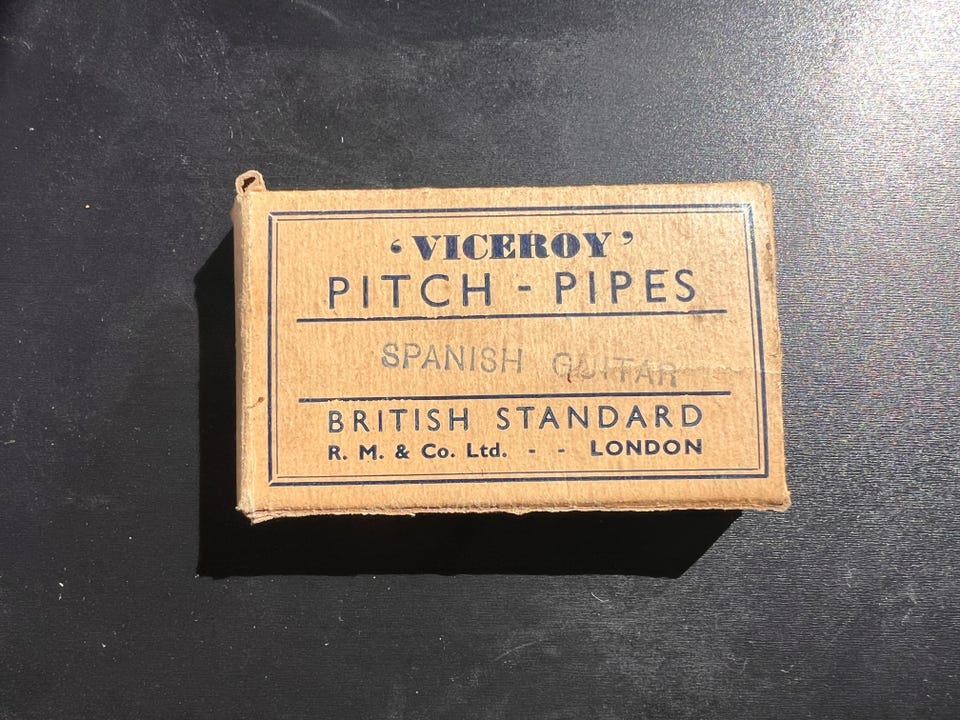 ‘VICEROY’
PITCH - PIPES
SPANISH GUITAR
BRITISH STANDARD
R. M. & Co. Ltd. - - LONDON